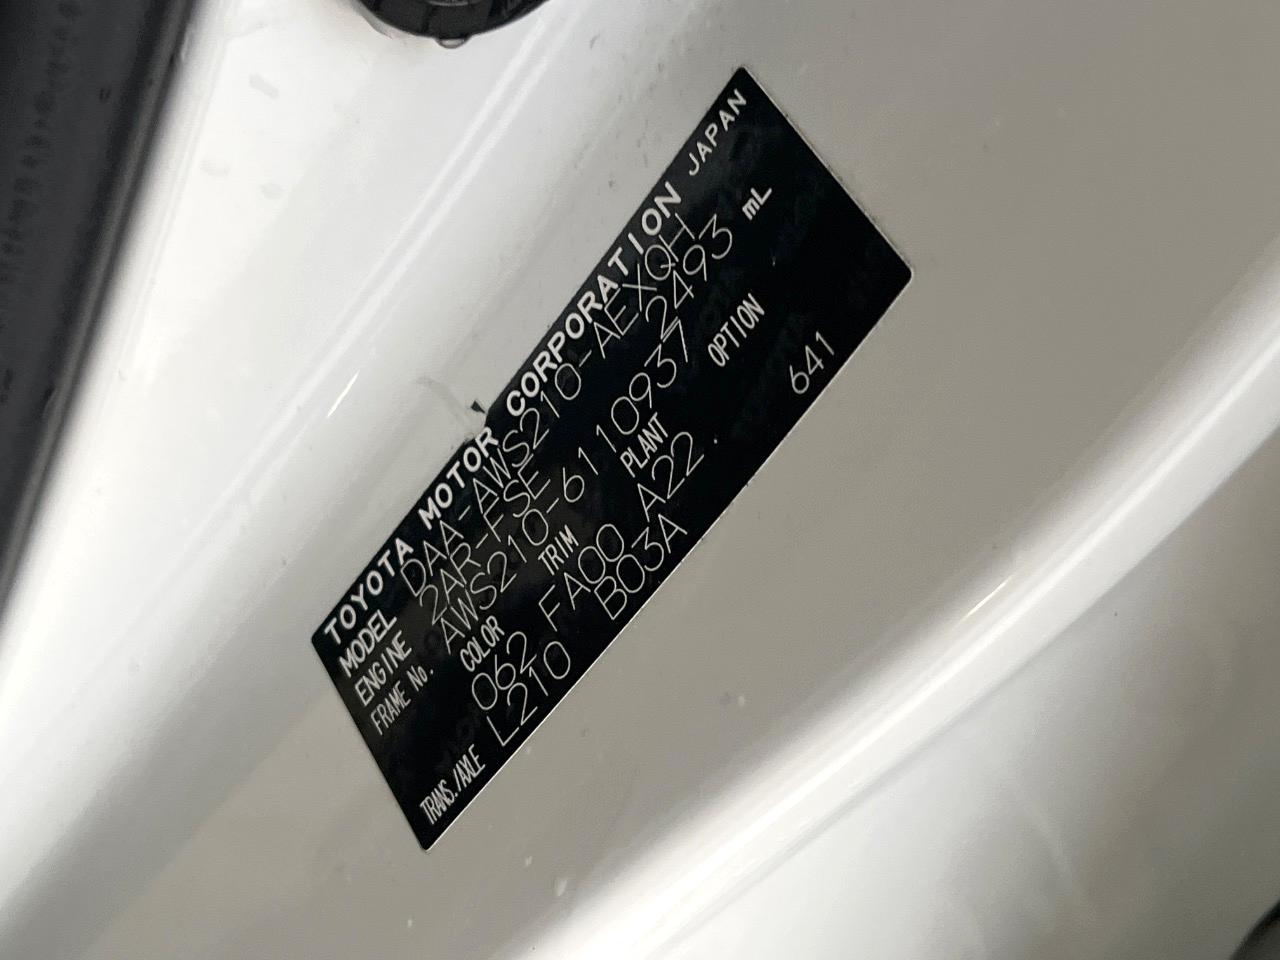 TOYOTA MOTOR CORPORATION JAPAN
MODEL DAA-AWS210-AEXQH
ENGINE 2AR-FSE 2493 mL
FRAME No. AWS210-6110937
COLOR TRIM PLANT OPTION
062 FA00 A22 641
TRANS./AXLE L210 B03A